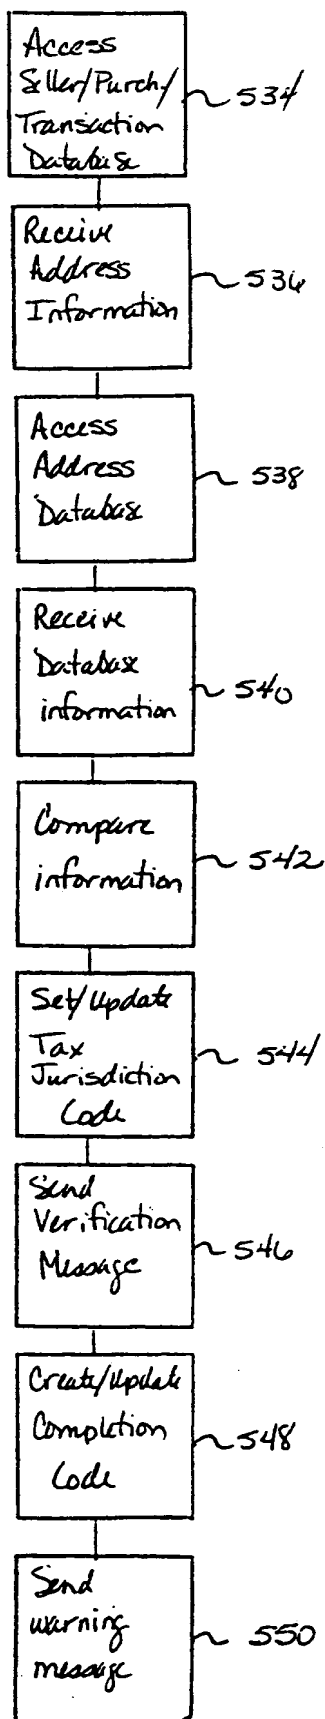 Access
Seller/Purch./
Transaction
Database
534
Receive
Address
Information
536
Access
Address
Database
538
Receive
Database
information
540
Compare
information
542
Set/Update
Tax
Jurisdiction
Code
544
Send
Verification
Message
546
Create/Update
Completion
Code
548
Send
warning
message
550